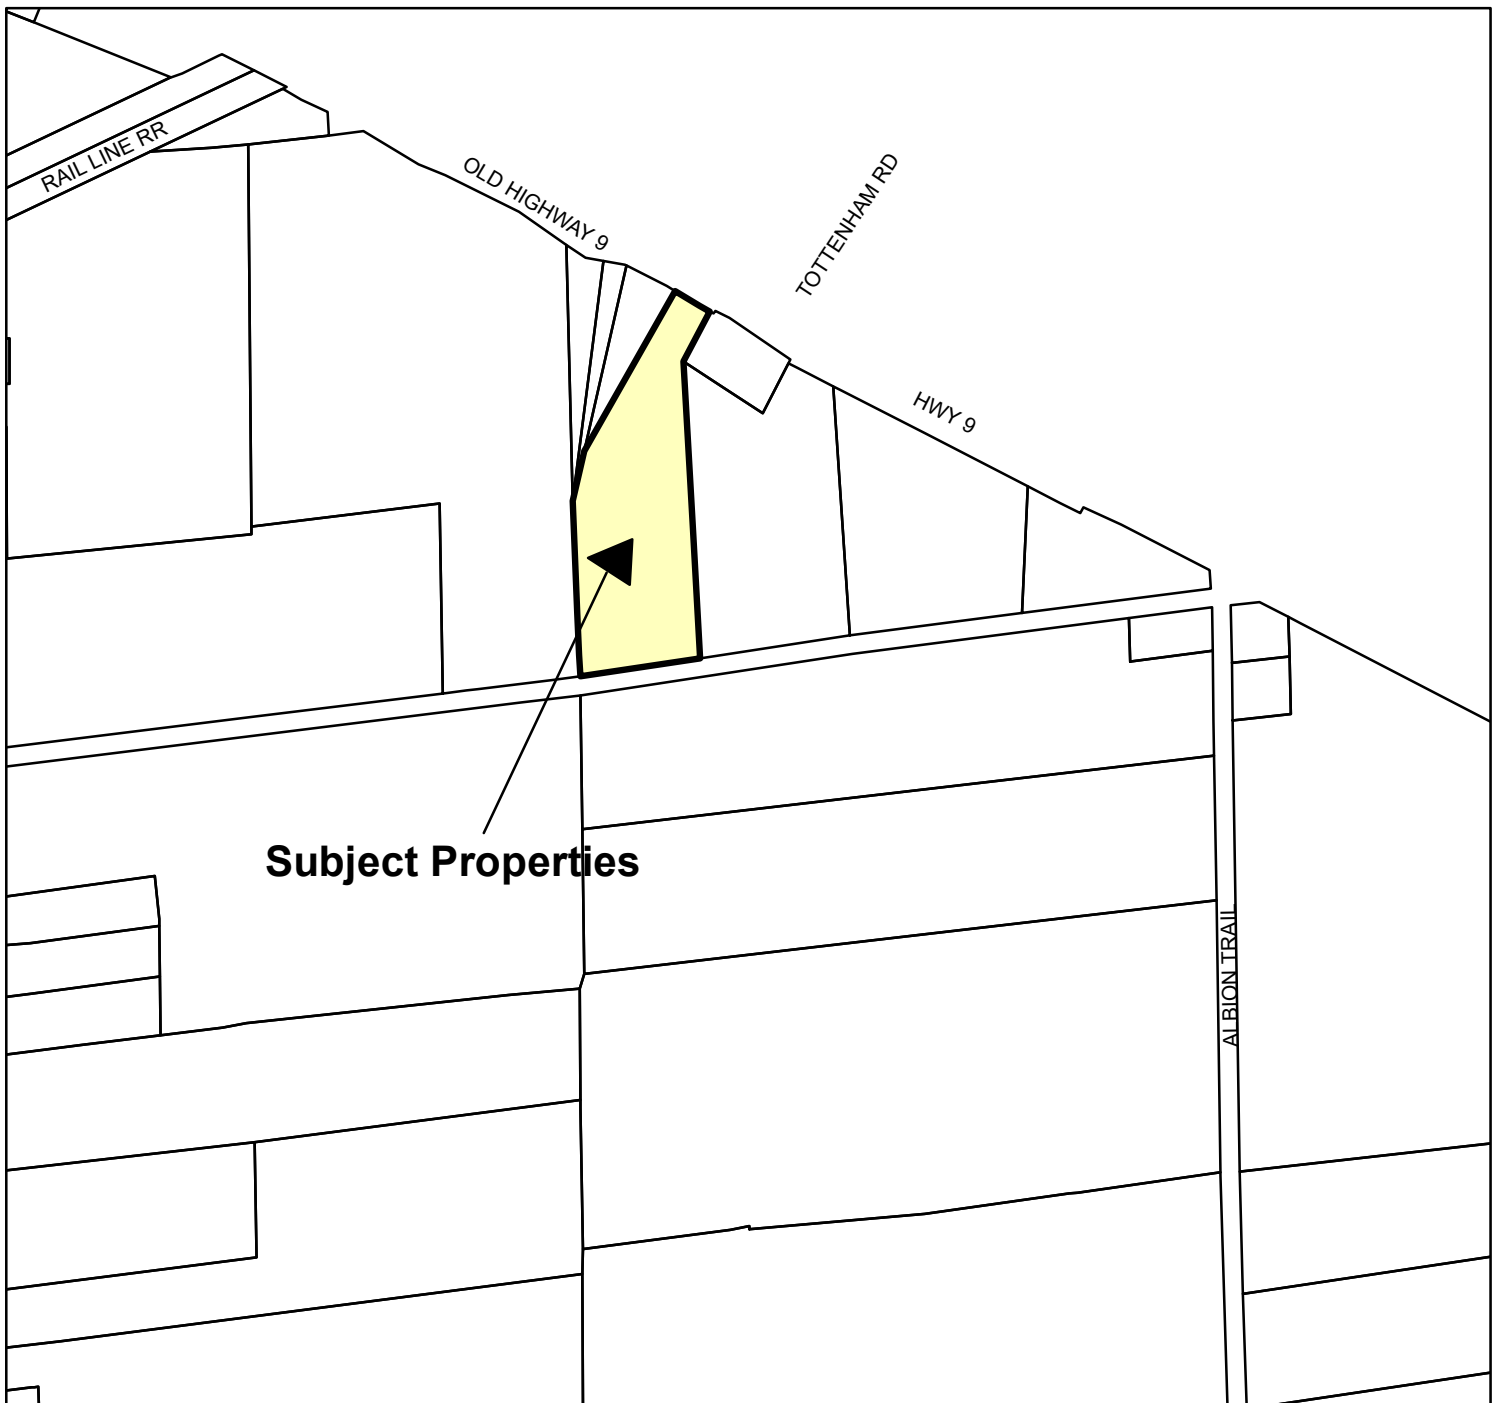 RAIL LINE RR
OLD HIGHWAY 9
TOTTENHAM RD
HWY 9
Subject Properties
ALBION TRAIL